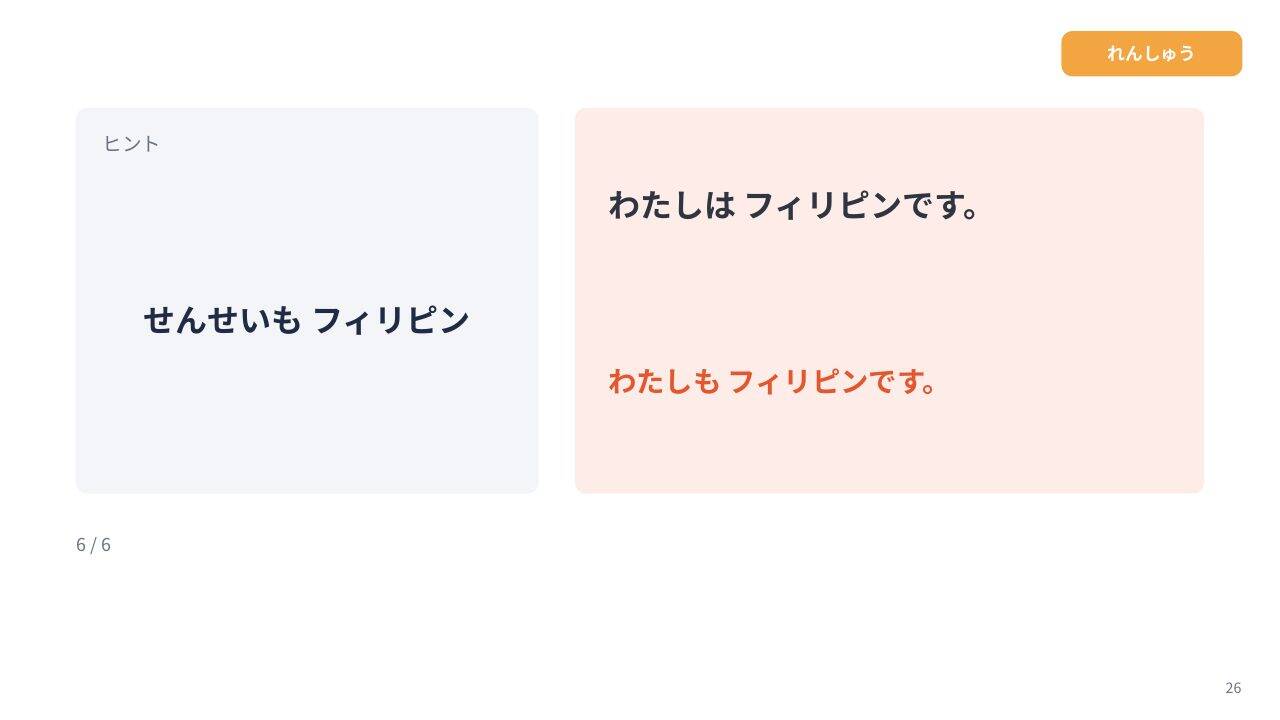 れんしゅう
ヒント
せんせいも フィリピン
わたしは フィリピンです。
わたしも フィリピンです。
6 / 6
26